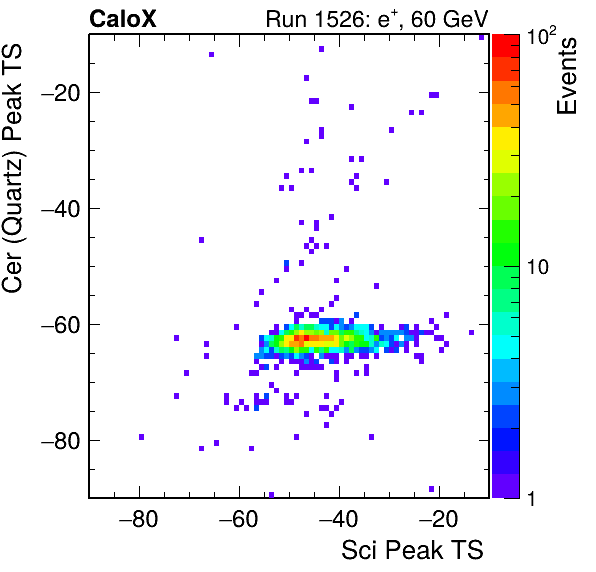 CaloX Run 1526: e⁺, 60 GeV
Cer (Quartz) Peak TS
−20
−40
−60
−80
−80 −60 −40 −20
Sci Peak TS
10²
10
1
Events